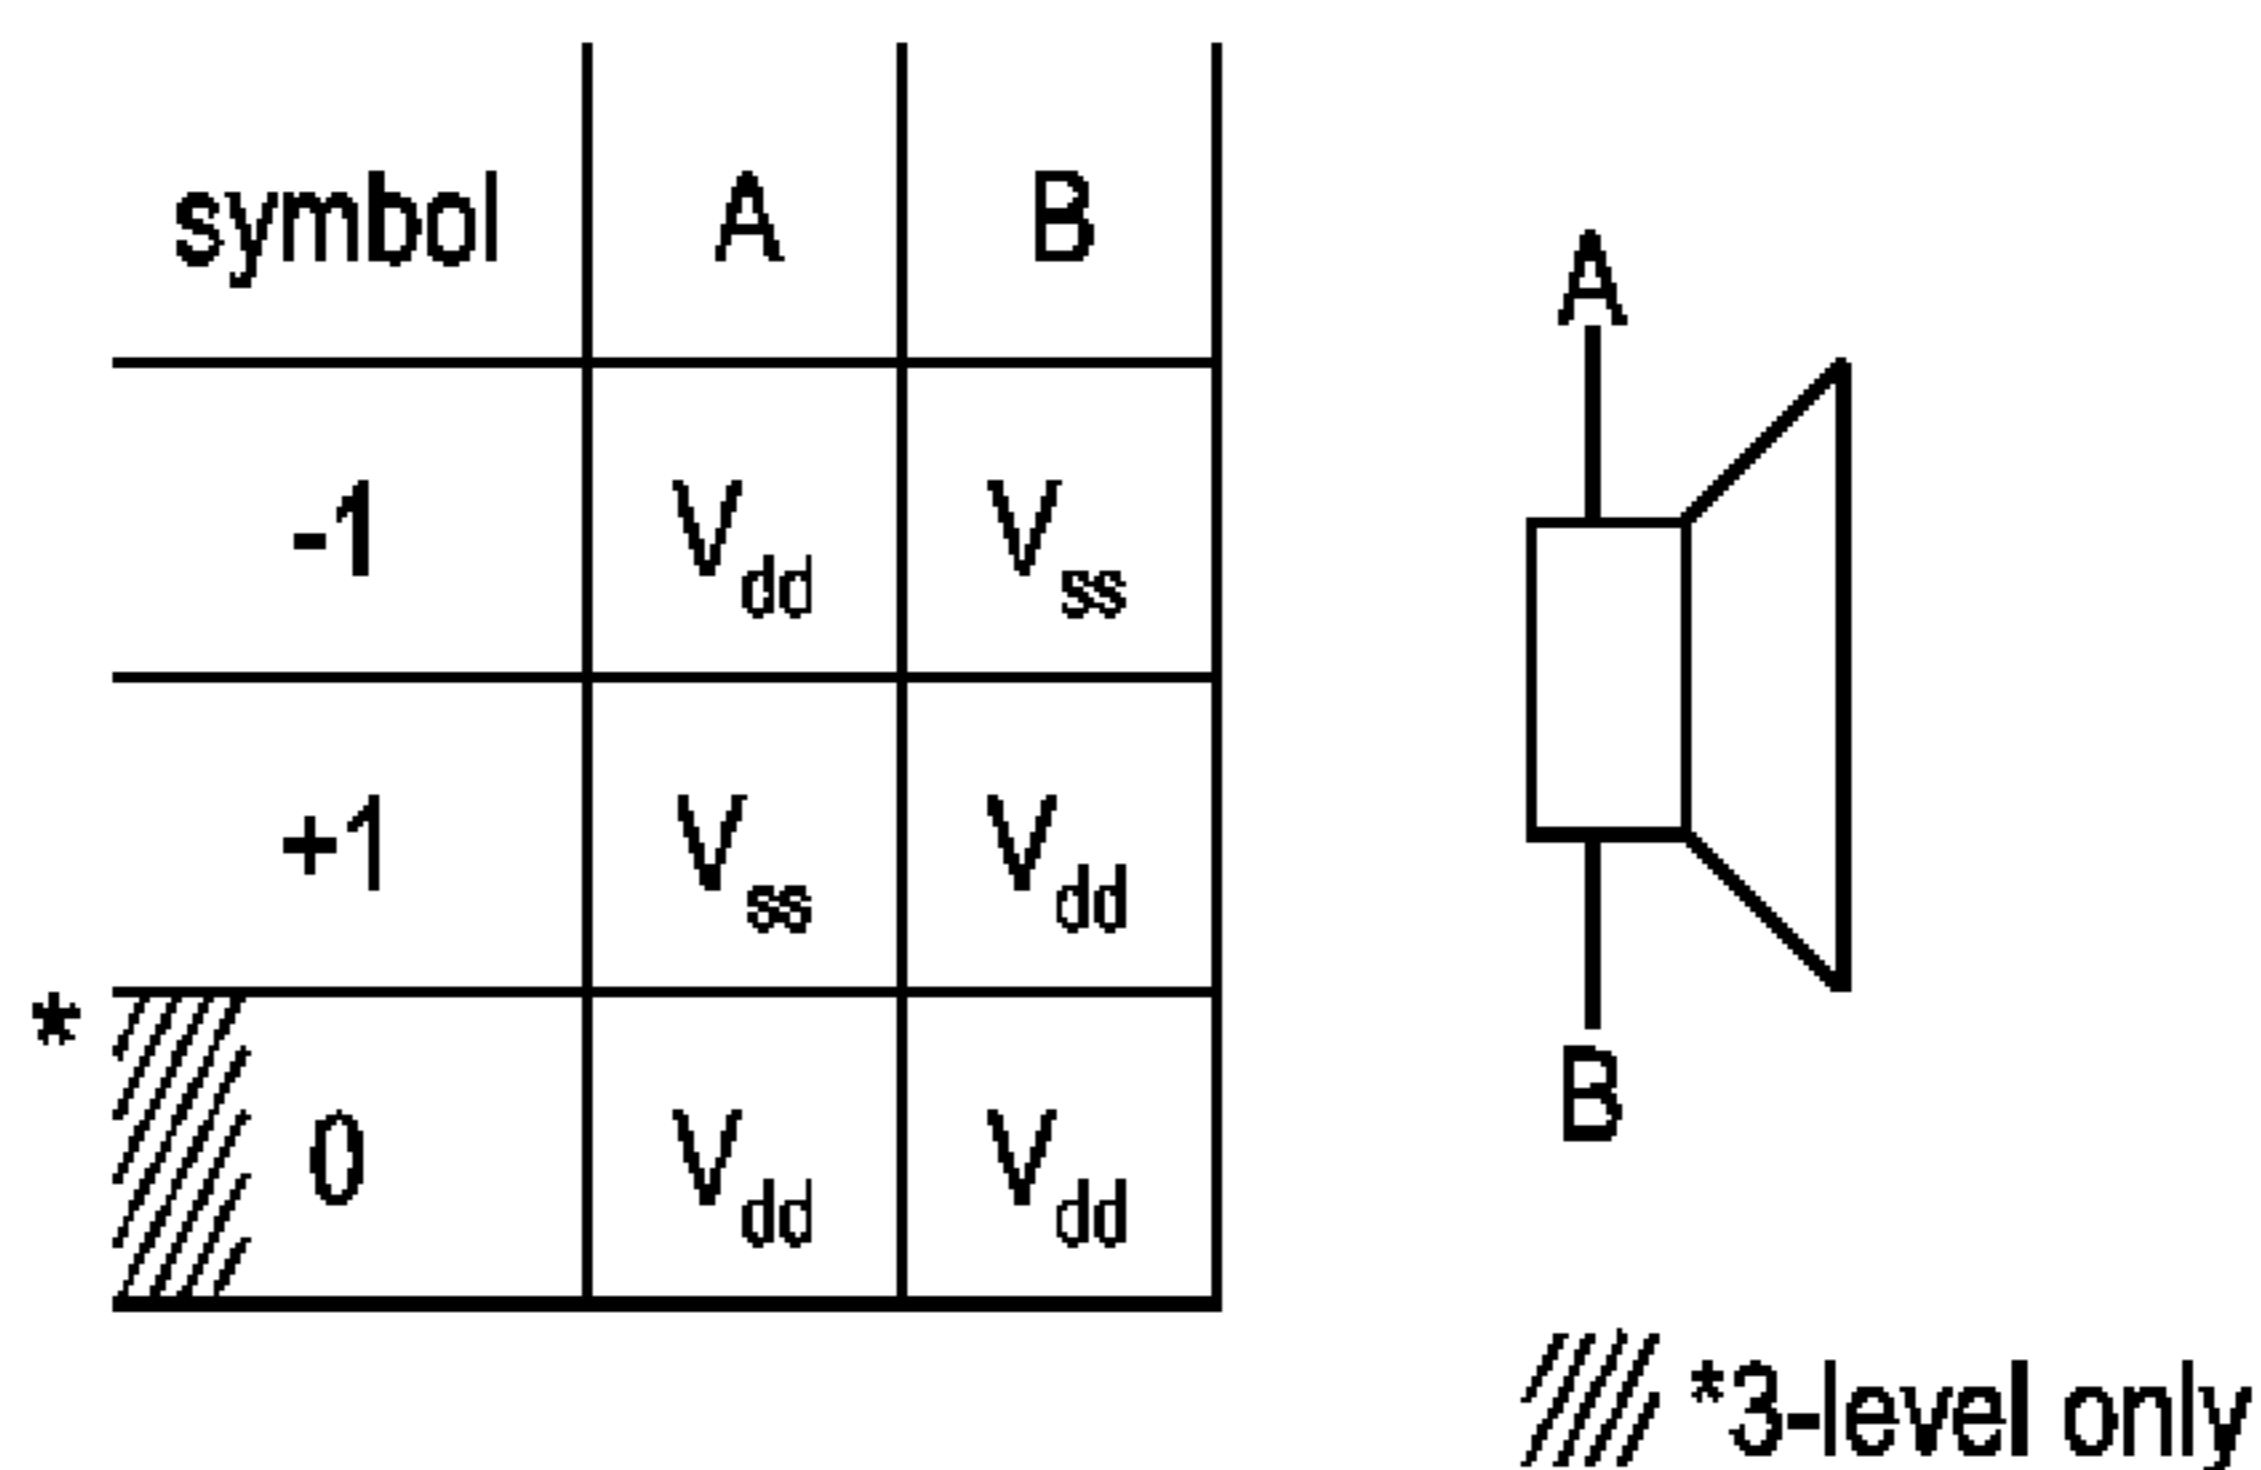 symbol A B
-1 Vdd Vss
+1 Vss Vdd
* 0 Vdd Vdd
A
B
*3-level only